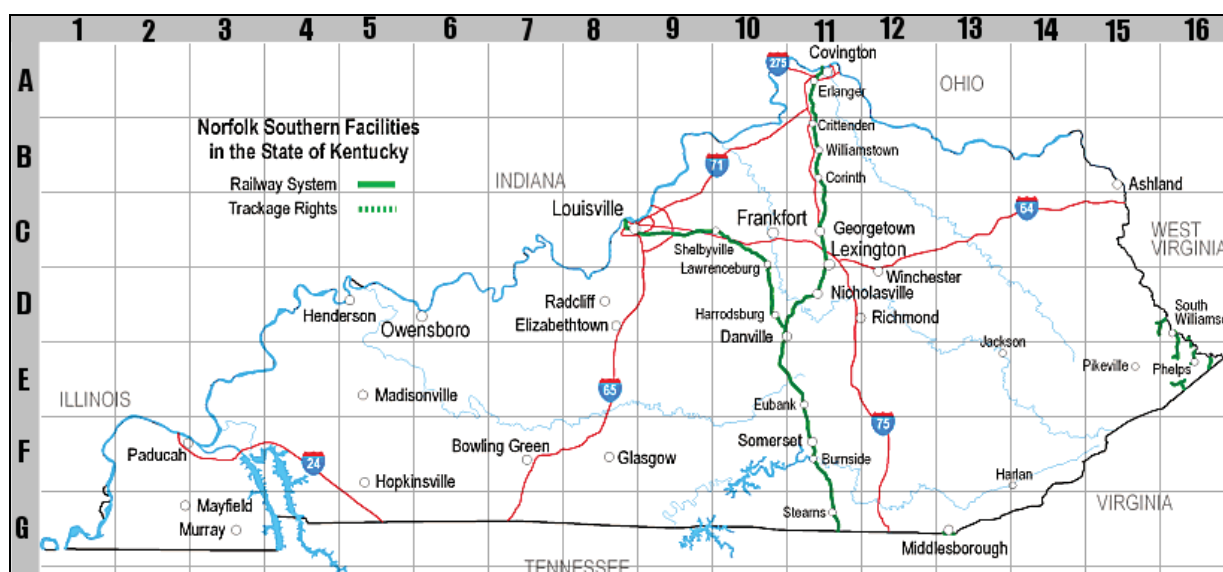 1 2 3 4 5 6 7 8 9 10 11 12 13 14 15 16
Covington
275
A
OHIO
Erlanger
Norfolk Southern Facilities
in the State of Kentucky
Crittenden
B
Williamstown
71
Railway System
INDIANA
Corinth
Ashland
Trackage Rights
Louisville
64
C
Frankfort
Georgetown
WEST
VIRGINIA
Shelbyville
Lexington
Lawrenceburg
Winchester
D
Radcliff
Nicholasville
South
Williamso
Henderson
Owensboro
Elizabethtown
Harrodsburg
Richmond
Danville
Jackson
E
Pikeville
Phelps
ILLINOIS
Madisonville
65
Eubank
75
F
Paducah
24
Bowling Green
Glasgow
Somerset
Burnside
Hopkinsville
Harlan
Mayfield
Stearns
VIRGINIA
G
Murray
Middlesborough
TENNESSEE